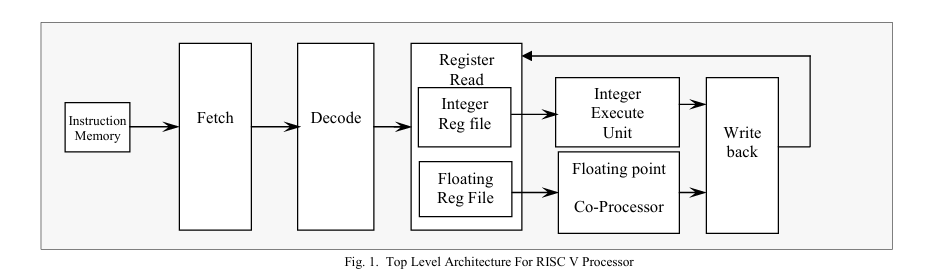 Instruction
Memory
Fetch
Decode
Register
Read
Integer
Reg file
Floating
Reg File
Integer
Execute
Unit
Floating point
Co-Processor
Write
back
Fig. 1.  Top Level Architecture For RISC V Processor